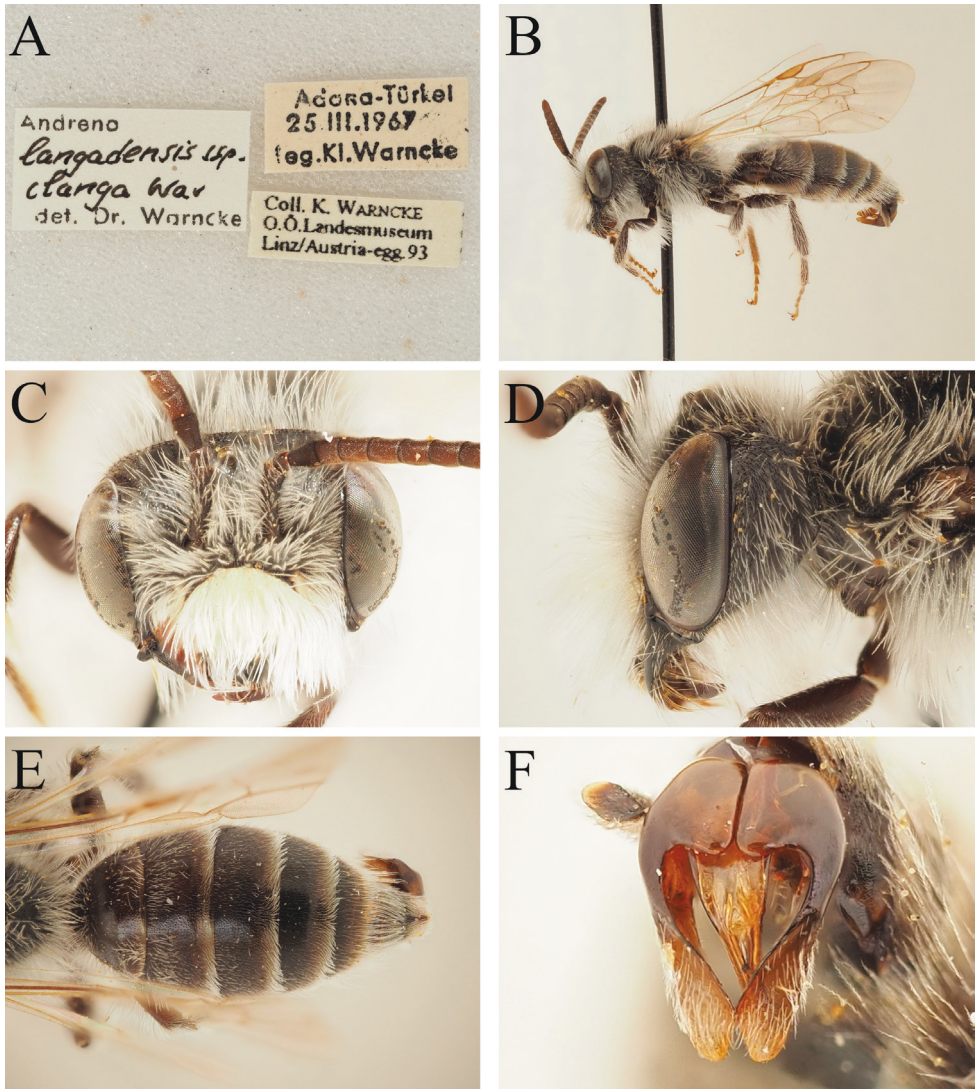 A
Andrena
langadensis ssp.
clanga War
det. Dr. Warncke
Adana-Türkei
25.III.1967
leg.Kl.Warncke
Coll. K. WARNCKE
O.Ö.Landesmuseum
Linz/Austria-egg.93
B
C
D
E
F